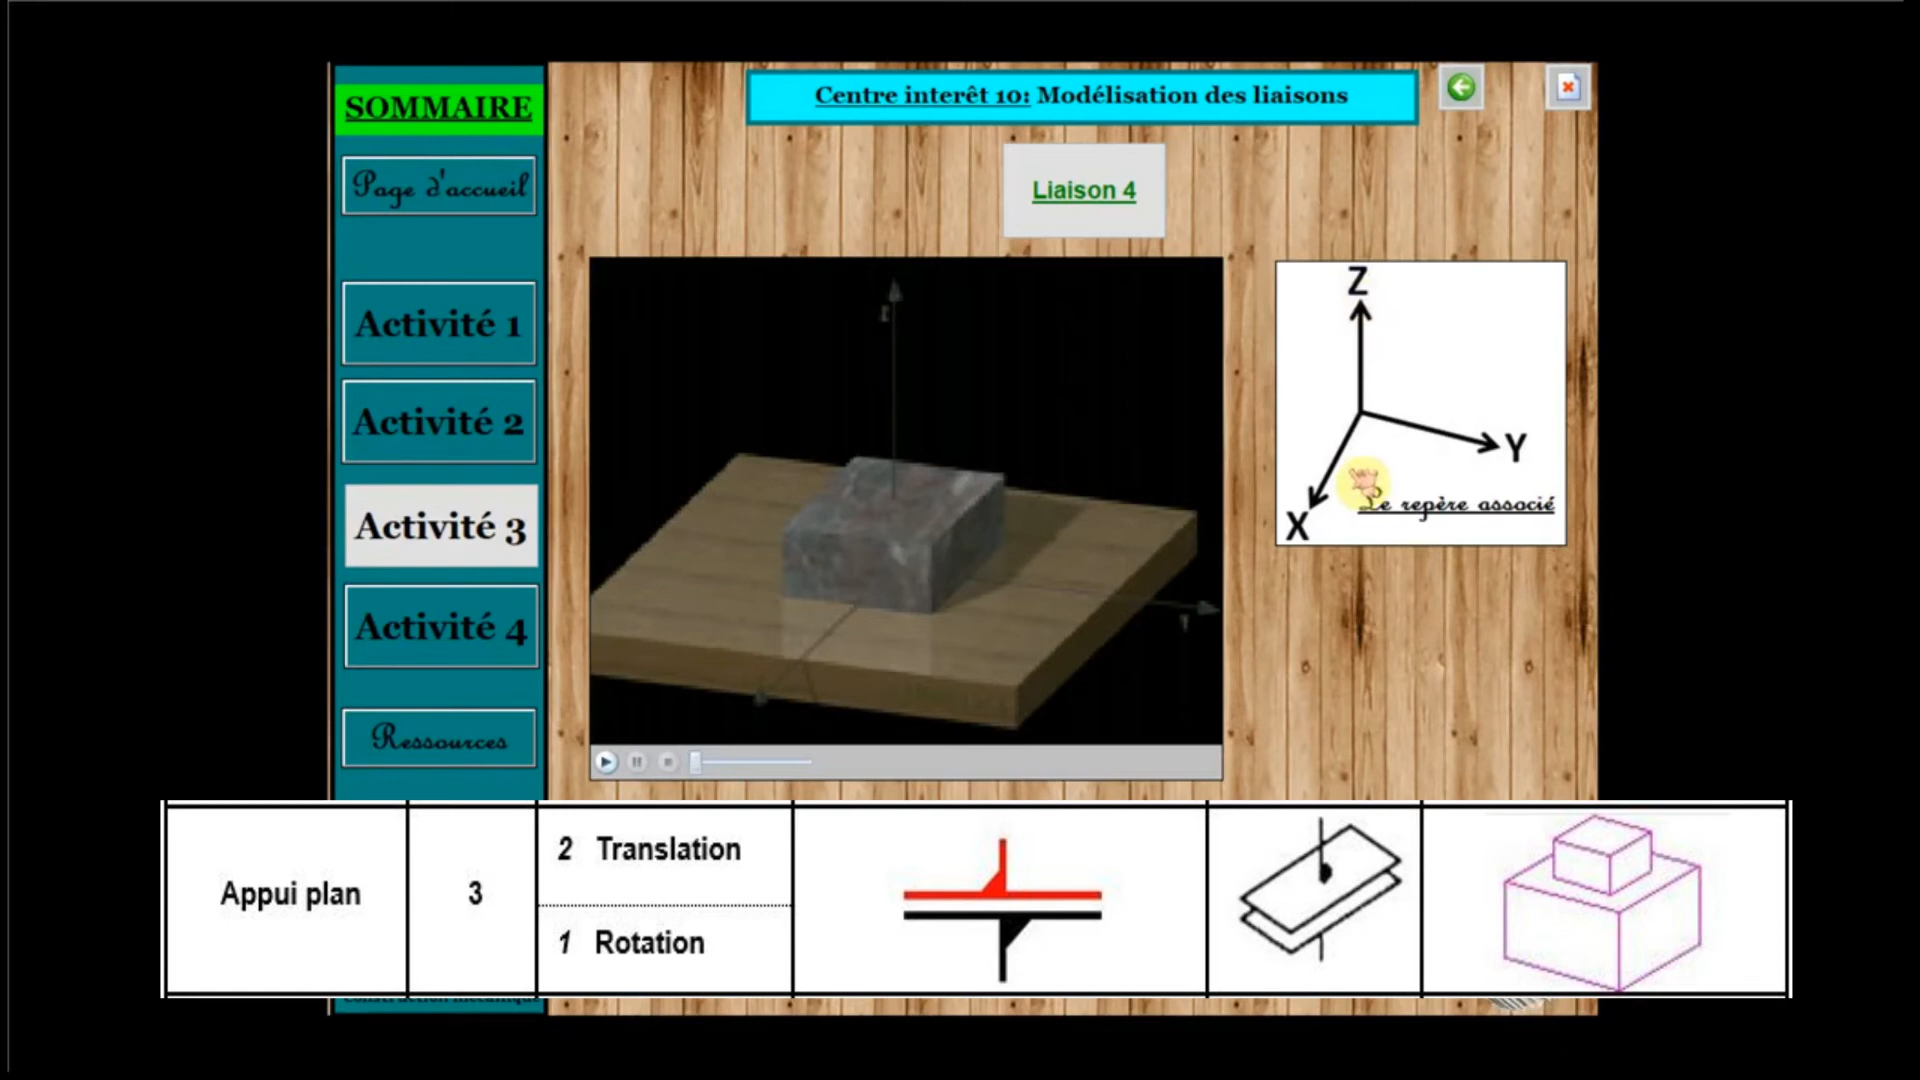 SOMMAIRE
Page d'accueil
Activité 1
Activité 2
Activité 3
Activité 4
Ressources
Centre interêt 10: Modélisation des liaisons
Liaison 4
Z
Y
X
Le repère associé
Appui plan
3
2 Translation
1 Rotation